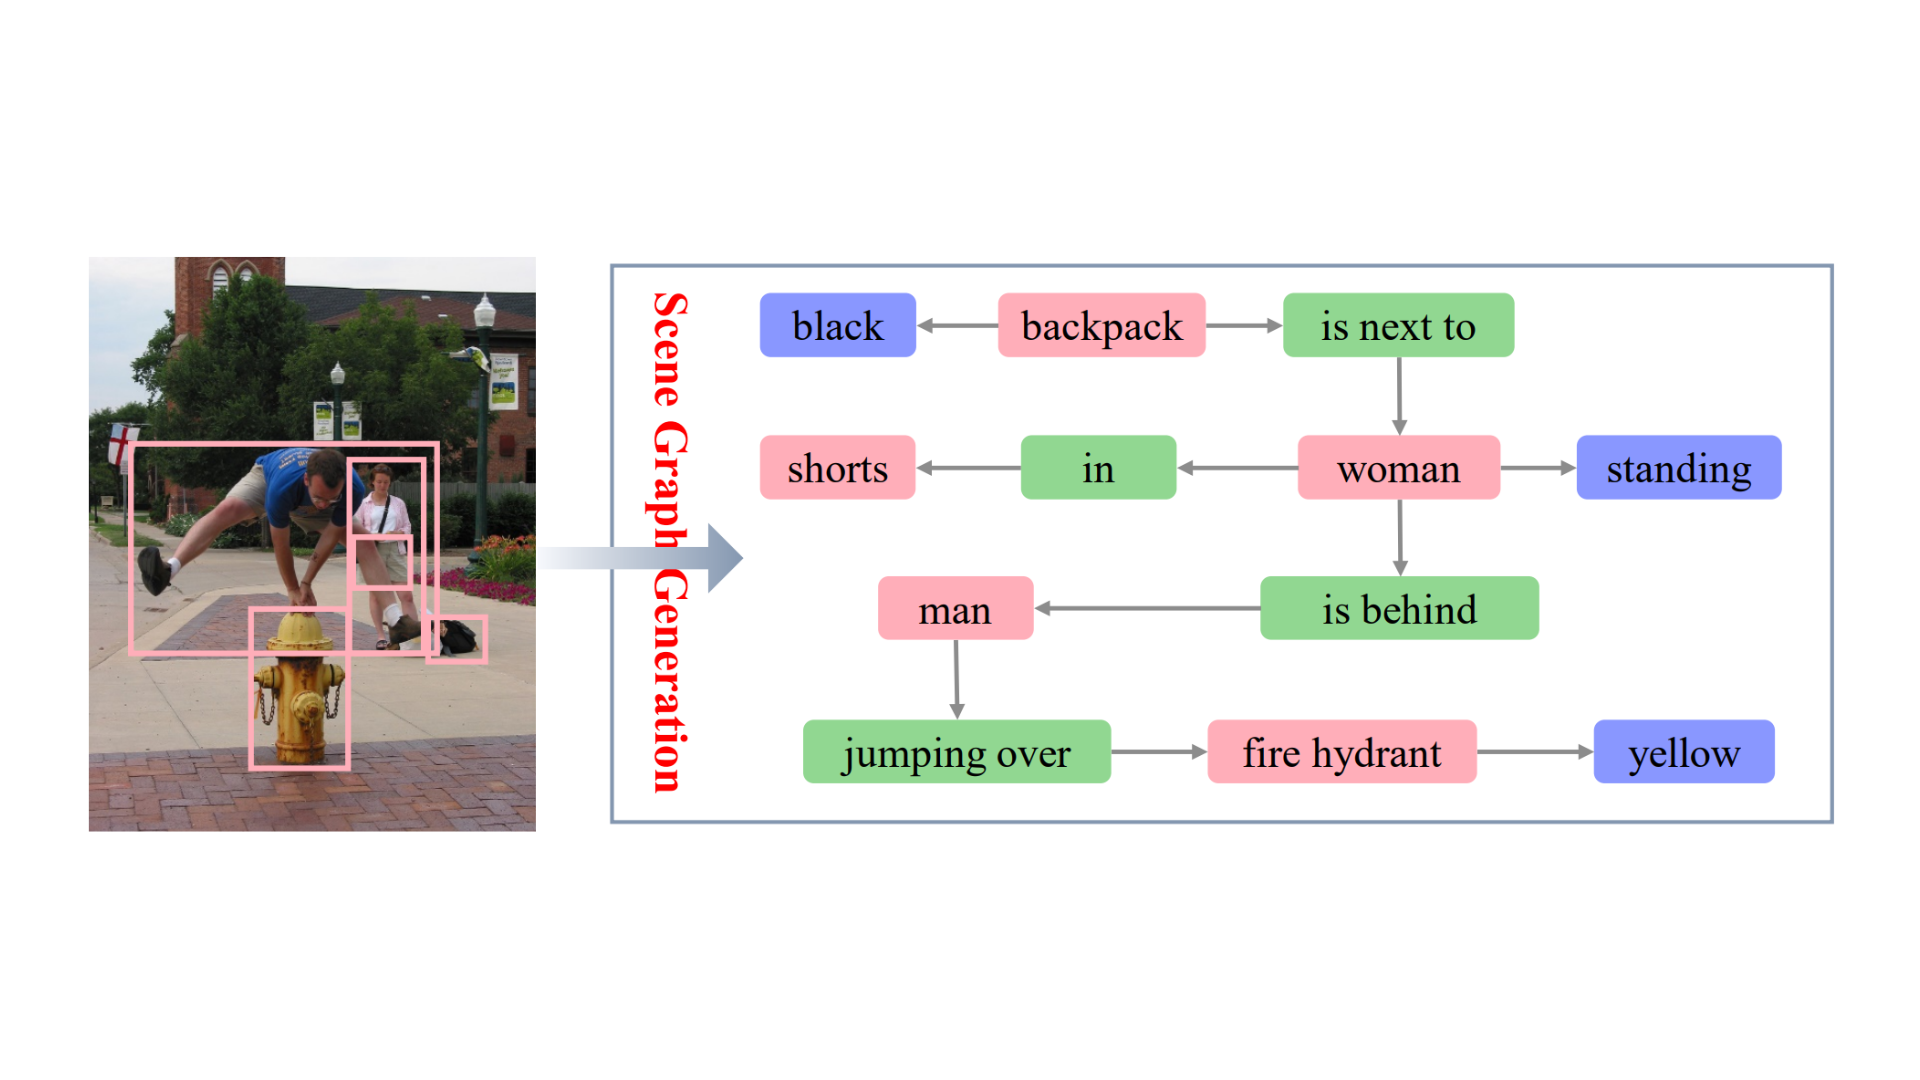 Scene Graph Generation
black
backpack
is next to
shorts
in
woman
standing
man
is behind
jumping over
fire hydrant
yellow